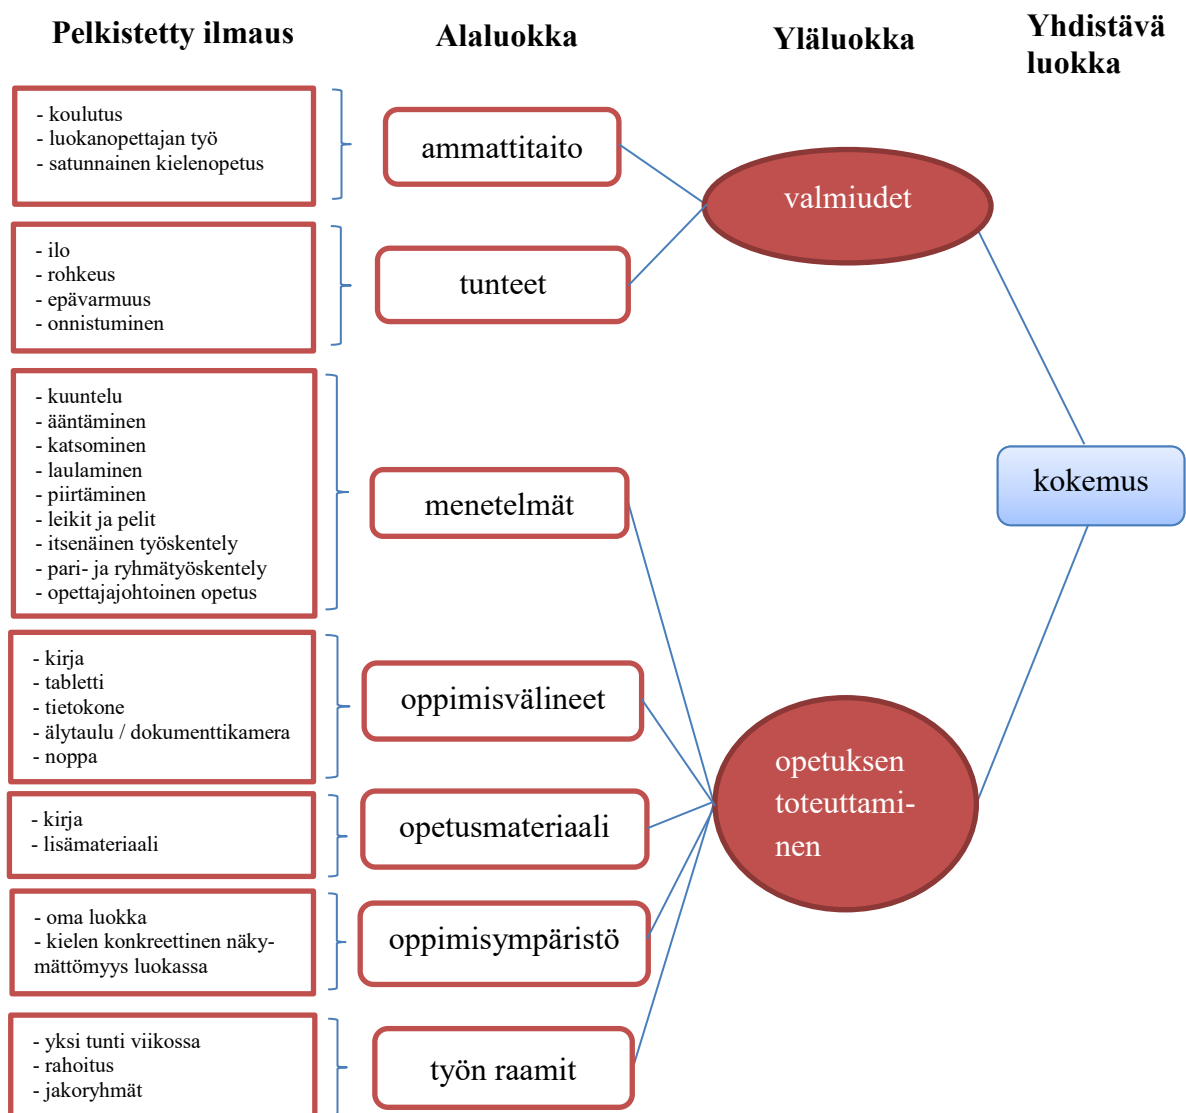 Pelkistetty ilmaus
Alaluokka
Yläluokka
Yhdistävä
luokka
- koulutus
- luokanopettajan työ
- satunnainen kielenopetus
ammattitaito
valmiudet
- ilo
- rohkeus
- epävarmuus
- onnistuminen
tunteet
- kuuntelu
- ääntäminen
- katsominen
- laulaminen
- piirtäminen
- leikit ja pelit
- itsenäinen työskentely
- pari- ja ryhmätyöskentely
- opettajajohtoinen opetus
menetelmät
kokemus
- kirja
- tabletti
- tietokone
- älytaulu / dokumenttikamera
- noppa
oppimisvälineet
opetuksen
toteuttami-
nen
- kirja
- lisämateriaali
opetusmateriaali
- oma luokka
- kielen konkreettinen näky-
mättömyys luokassa
oppimisympäristö
- yksi tunti viikossa
- rahoitus
- jakoryhmät
työn raamit